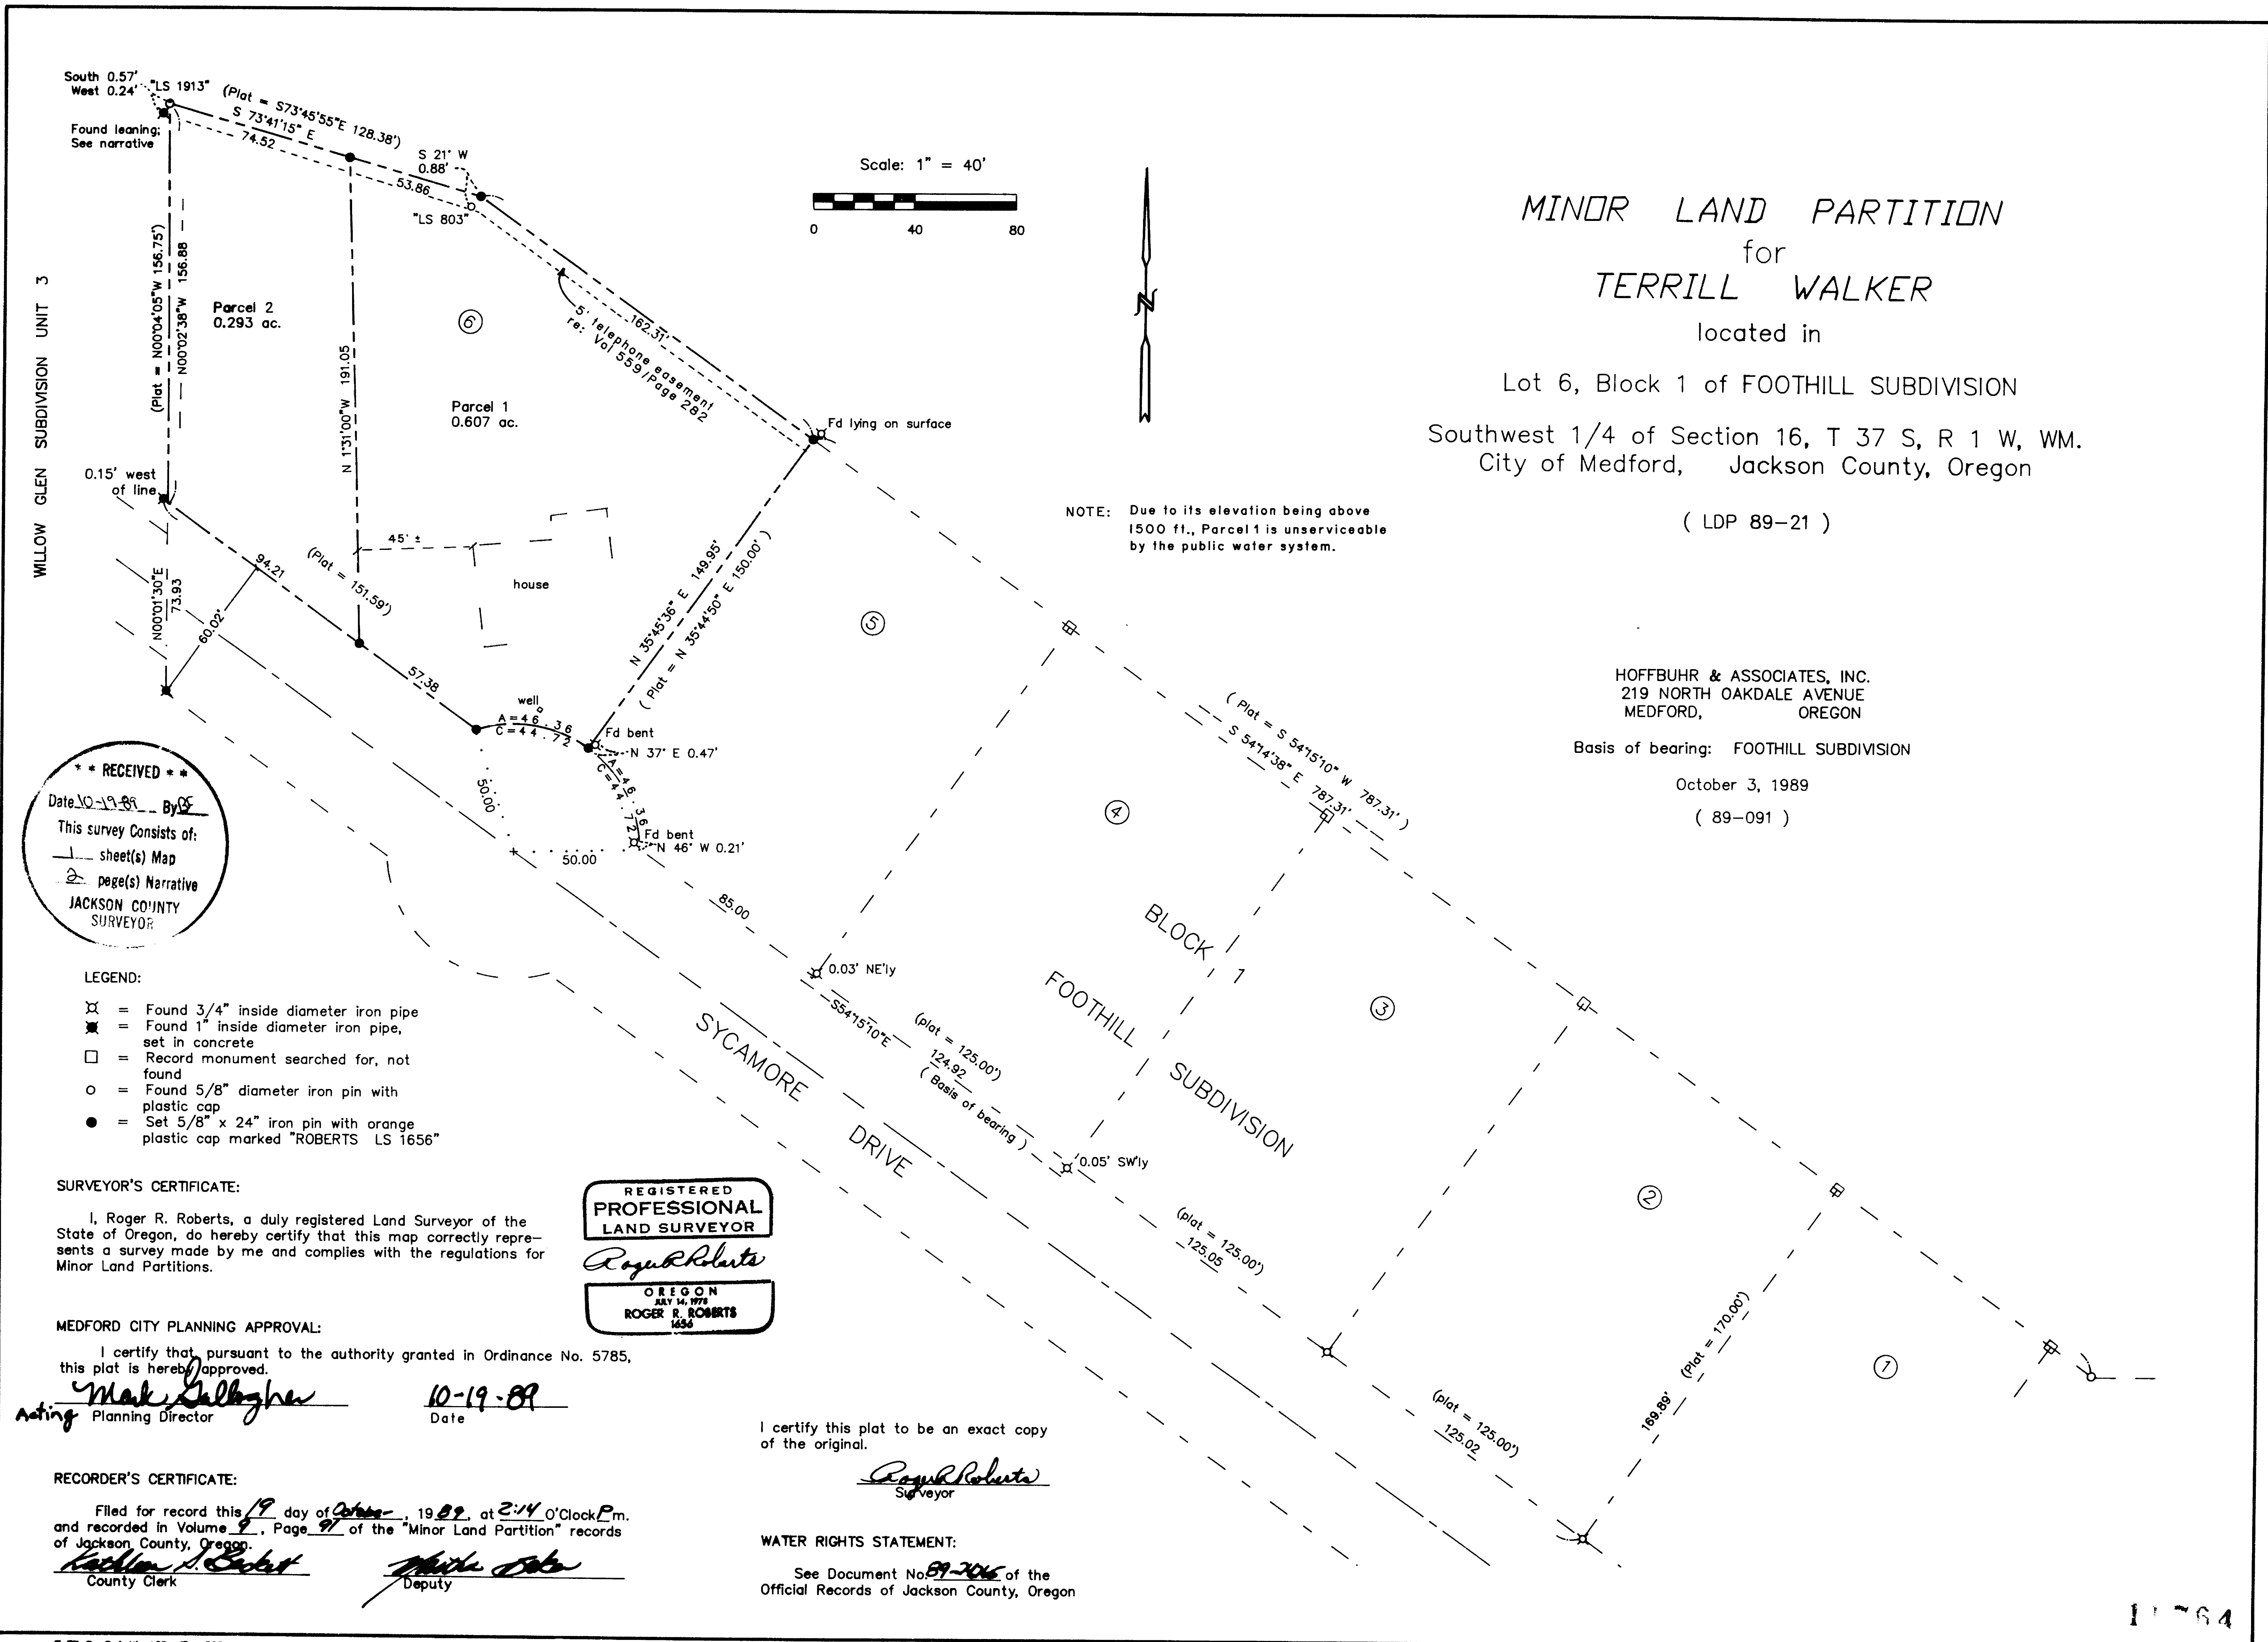 South 0.57'
West 0.24'
"LS 1913"
(Plat = S73°45'55"E 128.38')
S 73°41'15" E
74.52
Found leaning;
See narrative
S 21° W
0.88'
53.86
"LS 803"
Scale: 1" = 40'
0 40 80
N
MINOR LAND PARTITION
for
TERRILL WALKER
located in
Lot 6, Block 1 of FOOTHILL SUBDIVISION
Southwest 1/4 of Section 16, T 37 S, R 1 W, WM.
City of Medford, Jackson County, Oregon
( LDP 89-21 )
WILLOW GLEN SUBDIVISION UNIT 3
(Plat = N00°04'05"W 156.75')
N00°02'38"W 156.88
Parcel 2
0.293 ac.
N 1°31'00"W 191.05
6
Parcel 1
0.607 ac.
162.31'
5' telephone easement
re: Vol 559/Page 282
Fd lying on surface
0.15' west
of line
NOTE: Due to its elevation being above
1500 ft., Parcel 1 is unserviceable
by the public water system.
45' ±
house
94.21
(Plat = 151.59')
N00°01'30"E
73.93
60.02'
57.38
N 35°45'36" E 149.95'
(Plat = N 35°44'50" E 150.00' )
5
well
A=46.36
C=44.72
Fd bent
N 37° E 0.47'
A=46.36
C=44.72
50.00
Fd bent
N 46° W 0.21'
50.00
85.00
( Plat = S 54°15'10" W 787.31' )
S 54°14'38" E 787.31'
4
HOFFBUHR & ASSOCIATES, INC.
219 NORTH OAKDALE AVENUE
MEDFORD, OREGON
Basis of bearing: FOOTHILL SUBDIVISION
October 3, 1989
( 89-091 )
* * RECEIVED * *
Date 10-19-89 By BF
This survey Consists of:
1 sheet(s) Map
2 page(s) Narrative
JACKSON COUNTY
SURVEYOR
BLOCK 1
FOOTHILL SUBDIVISION
0.03' NE'ly
S54°15'10"E
(plat = 125.00')
124.92
( Basis of bearing )
3
SYCAMORE DRIVE
0.05' SW'ly
(plat = 125.00')
125.05
2
(plat = 125.00')
125.02
169.89' (Plat = 170.00')
1
LEGEND:
= Found 3/4" inside diameter iron pipe
= Found 1" inside diameter iron pipe,
set in concrete
= Record monument searched for, not
found
= Found 5/8" diameter iron pin with
plastic cap
= Set 5/8" x 24" iron pin with orange
plastic cap marked "ROBERTS LS 1656"
SURVEYOR'S CERTIFICATE:
I, Roger R. Roberts, a duly registered Land Surveyor of the
State of Oregon, do hereby certify that this map correctly repre-
sents a survey made by me and complies with the regulations for
Minor Land Partitions.
REGISTERED
PROFESSIONAL
LAND SURVEYOR
Roger R Roberts
OREGON
JULY 14, 1978
ROGER R. ROBERTS
1656
MEDFORD CITY PLANNING APPROVAL:
I certify that, pursuant to the authority granted in Ordinance No. 5785,
this plat is hereby approved.
Mark Gallagher 10-19-89
Acting Planning Director Date
RECORDER'S CERTIFICATE:
Filed for record this 19 day of October, 1989, at 2:14 O'Clock P m.
and recorded in Volume 9, Page 91 of the "Minor Land Partition" records
of Jackson County, Oregon.
Kathleen S. Beckett
County Clerk Deputy
I certify this plat to be an exact copy
of the original.
Roger R Roberts
Surveyor
WATER RIGHTS STATEMENT:
See Document No. of the
Official Records of Jackson County, Oregon